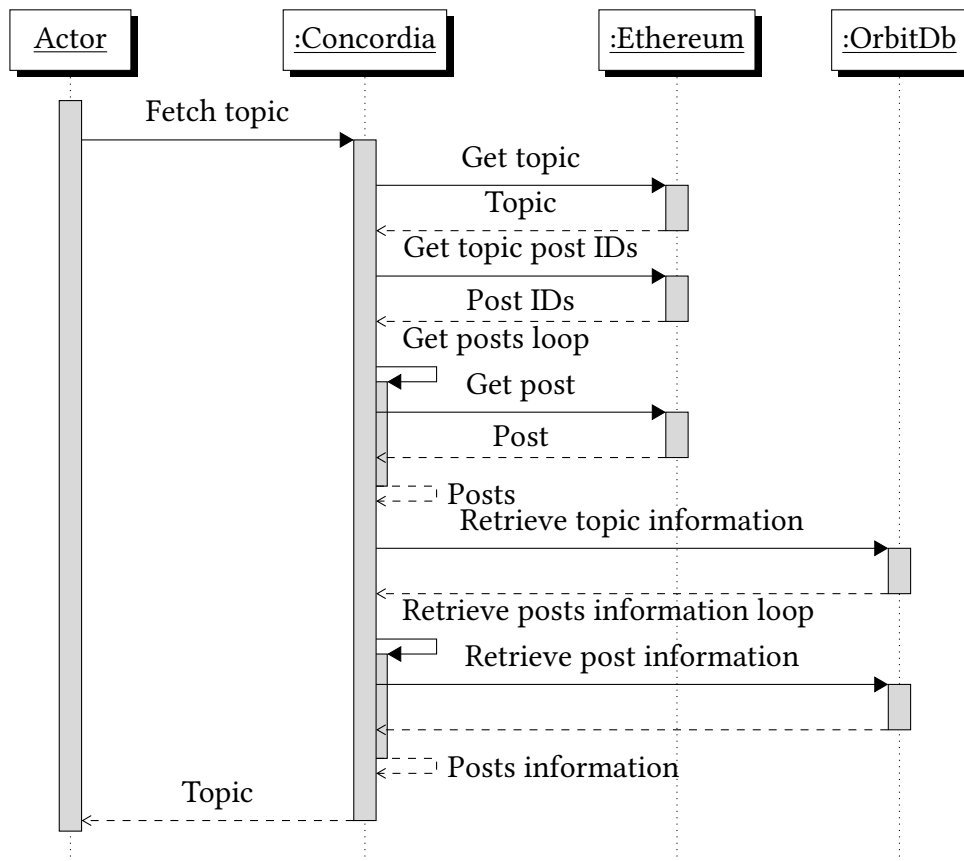 Actor
:Concordia
:Ethereum
:OrbitDb
Fetch topic
Get topic
Topic
Get topic post IDs
Post IDs
Get posts loop
Get post
Post
Posts
Retrieve topic information
Retrieve posts information loop
Retrieve post information
Posts information
Topic